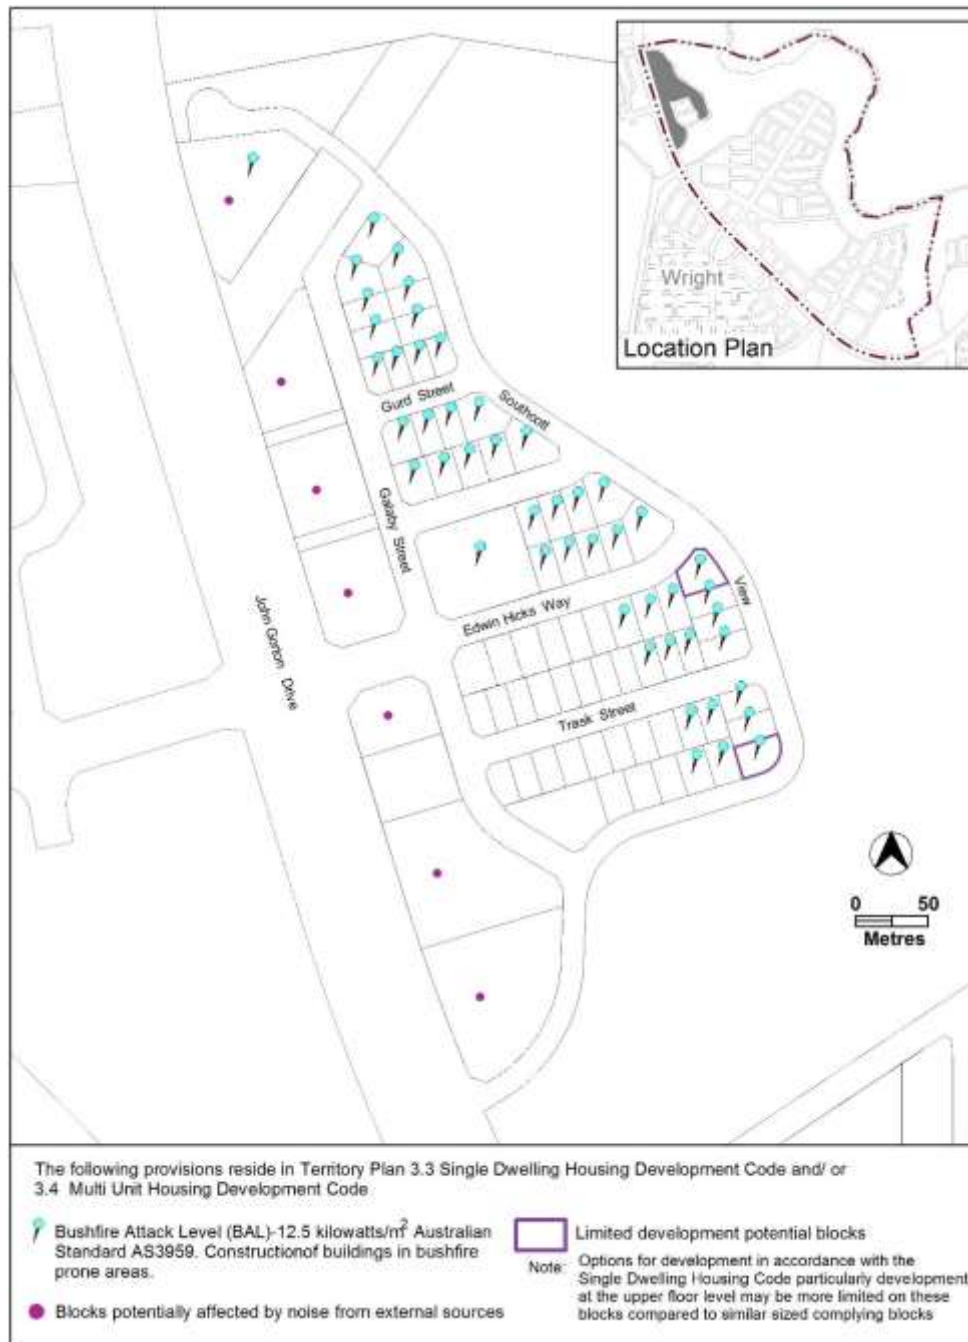 Wright
Location Plan
Gurd Street
Southcott
Galaby Street
Edwin Hicks Way
View
John Gorton Drive
Trask Street
0 50
Metres
The following provisions reside in Territory Plan 3.3 Single Dwelling Housing Development Code and/ or
3.4 Multi Unit Housing Development Code
Bushfire Attack Level (BAL)-12.5 kilowatts/m² Australian
Standard AS3959. Constructionof buildings in bushfire
prone areas.
Blocks potentially affected by noise from external sources
Limited development potential blocks
Note: Options for development in accordance with the
Single Dwelling Housing Code particularly development
at the upper floor level may be more limited on these
blocks compared to similar sized complying blocks